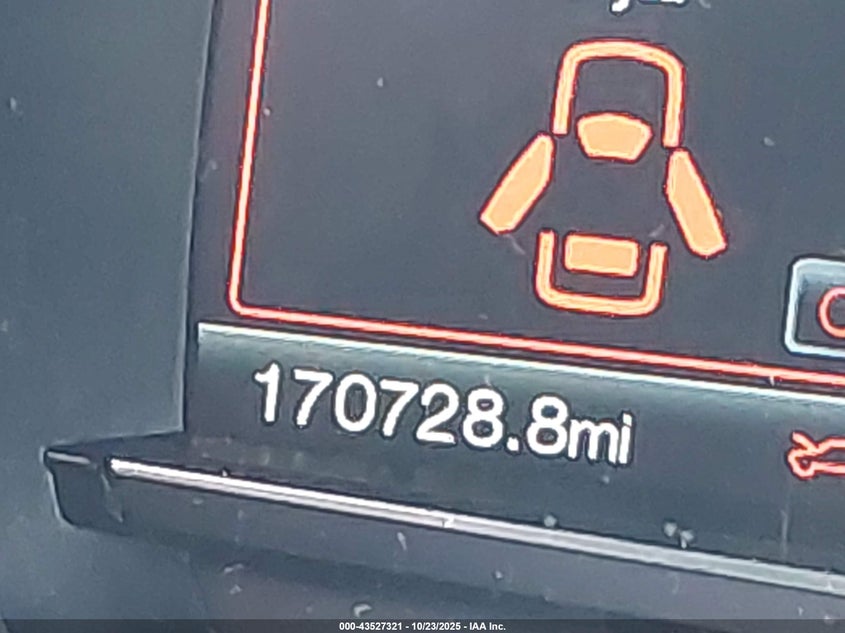 170728.8mi
000-43527321 - 10/23/2025 - IAA Inc.